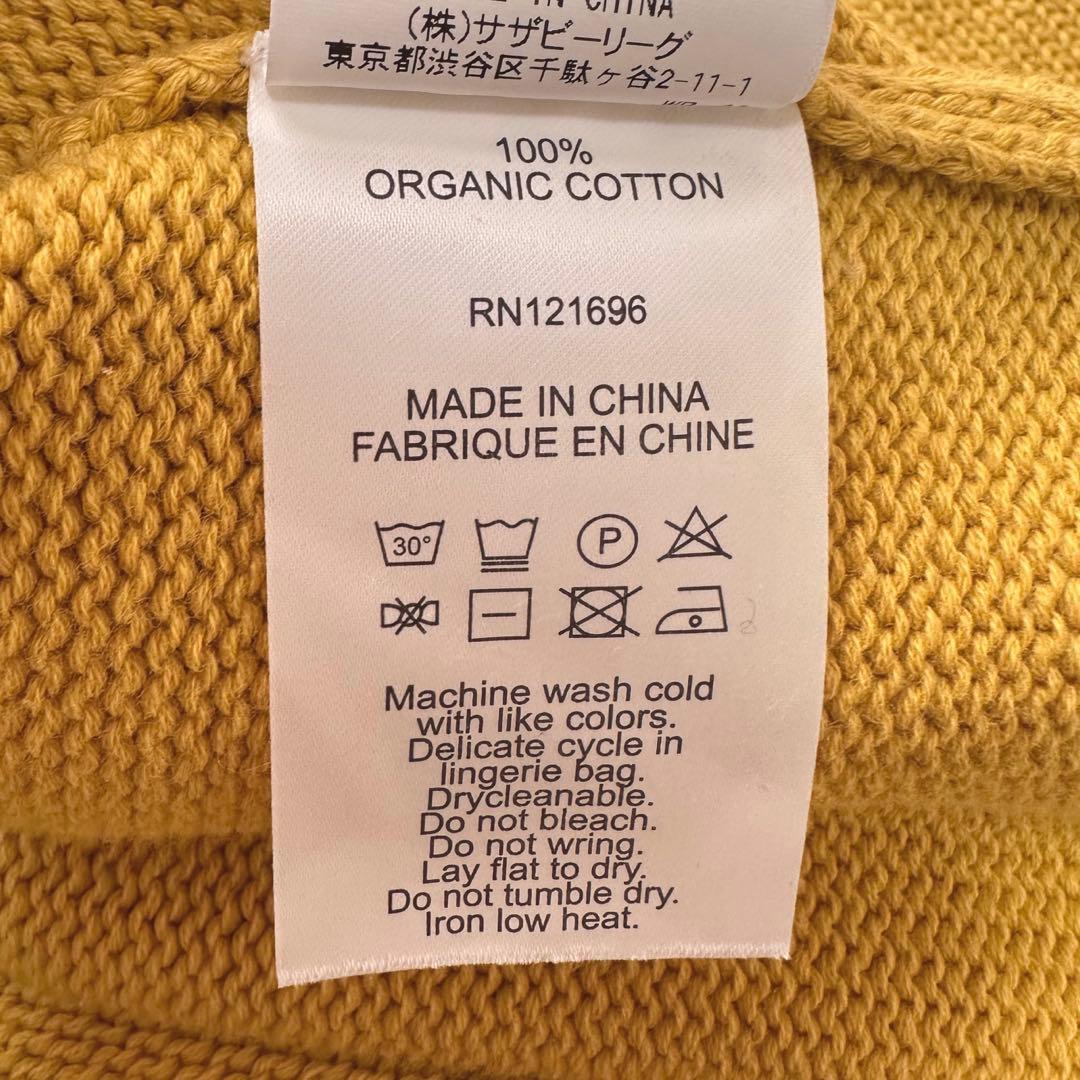 IN CHINA
(株)サザビーリーグ
東京都渋谷区千駄ヶ谷2-11-1
100%
ORGANIC COTTON
RN121696
MADE IN CHINA
FABRIQUE EN CHINE
30°
P
Machine wash cold
with like colors.
Delicate cycle in
lingerie bag.
Drycleanable.
Do not bleach.
Do not wring.
Lay flat to dry.
Do not tumble dry.
Iron low heat.